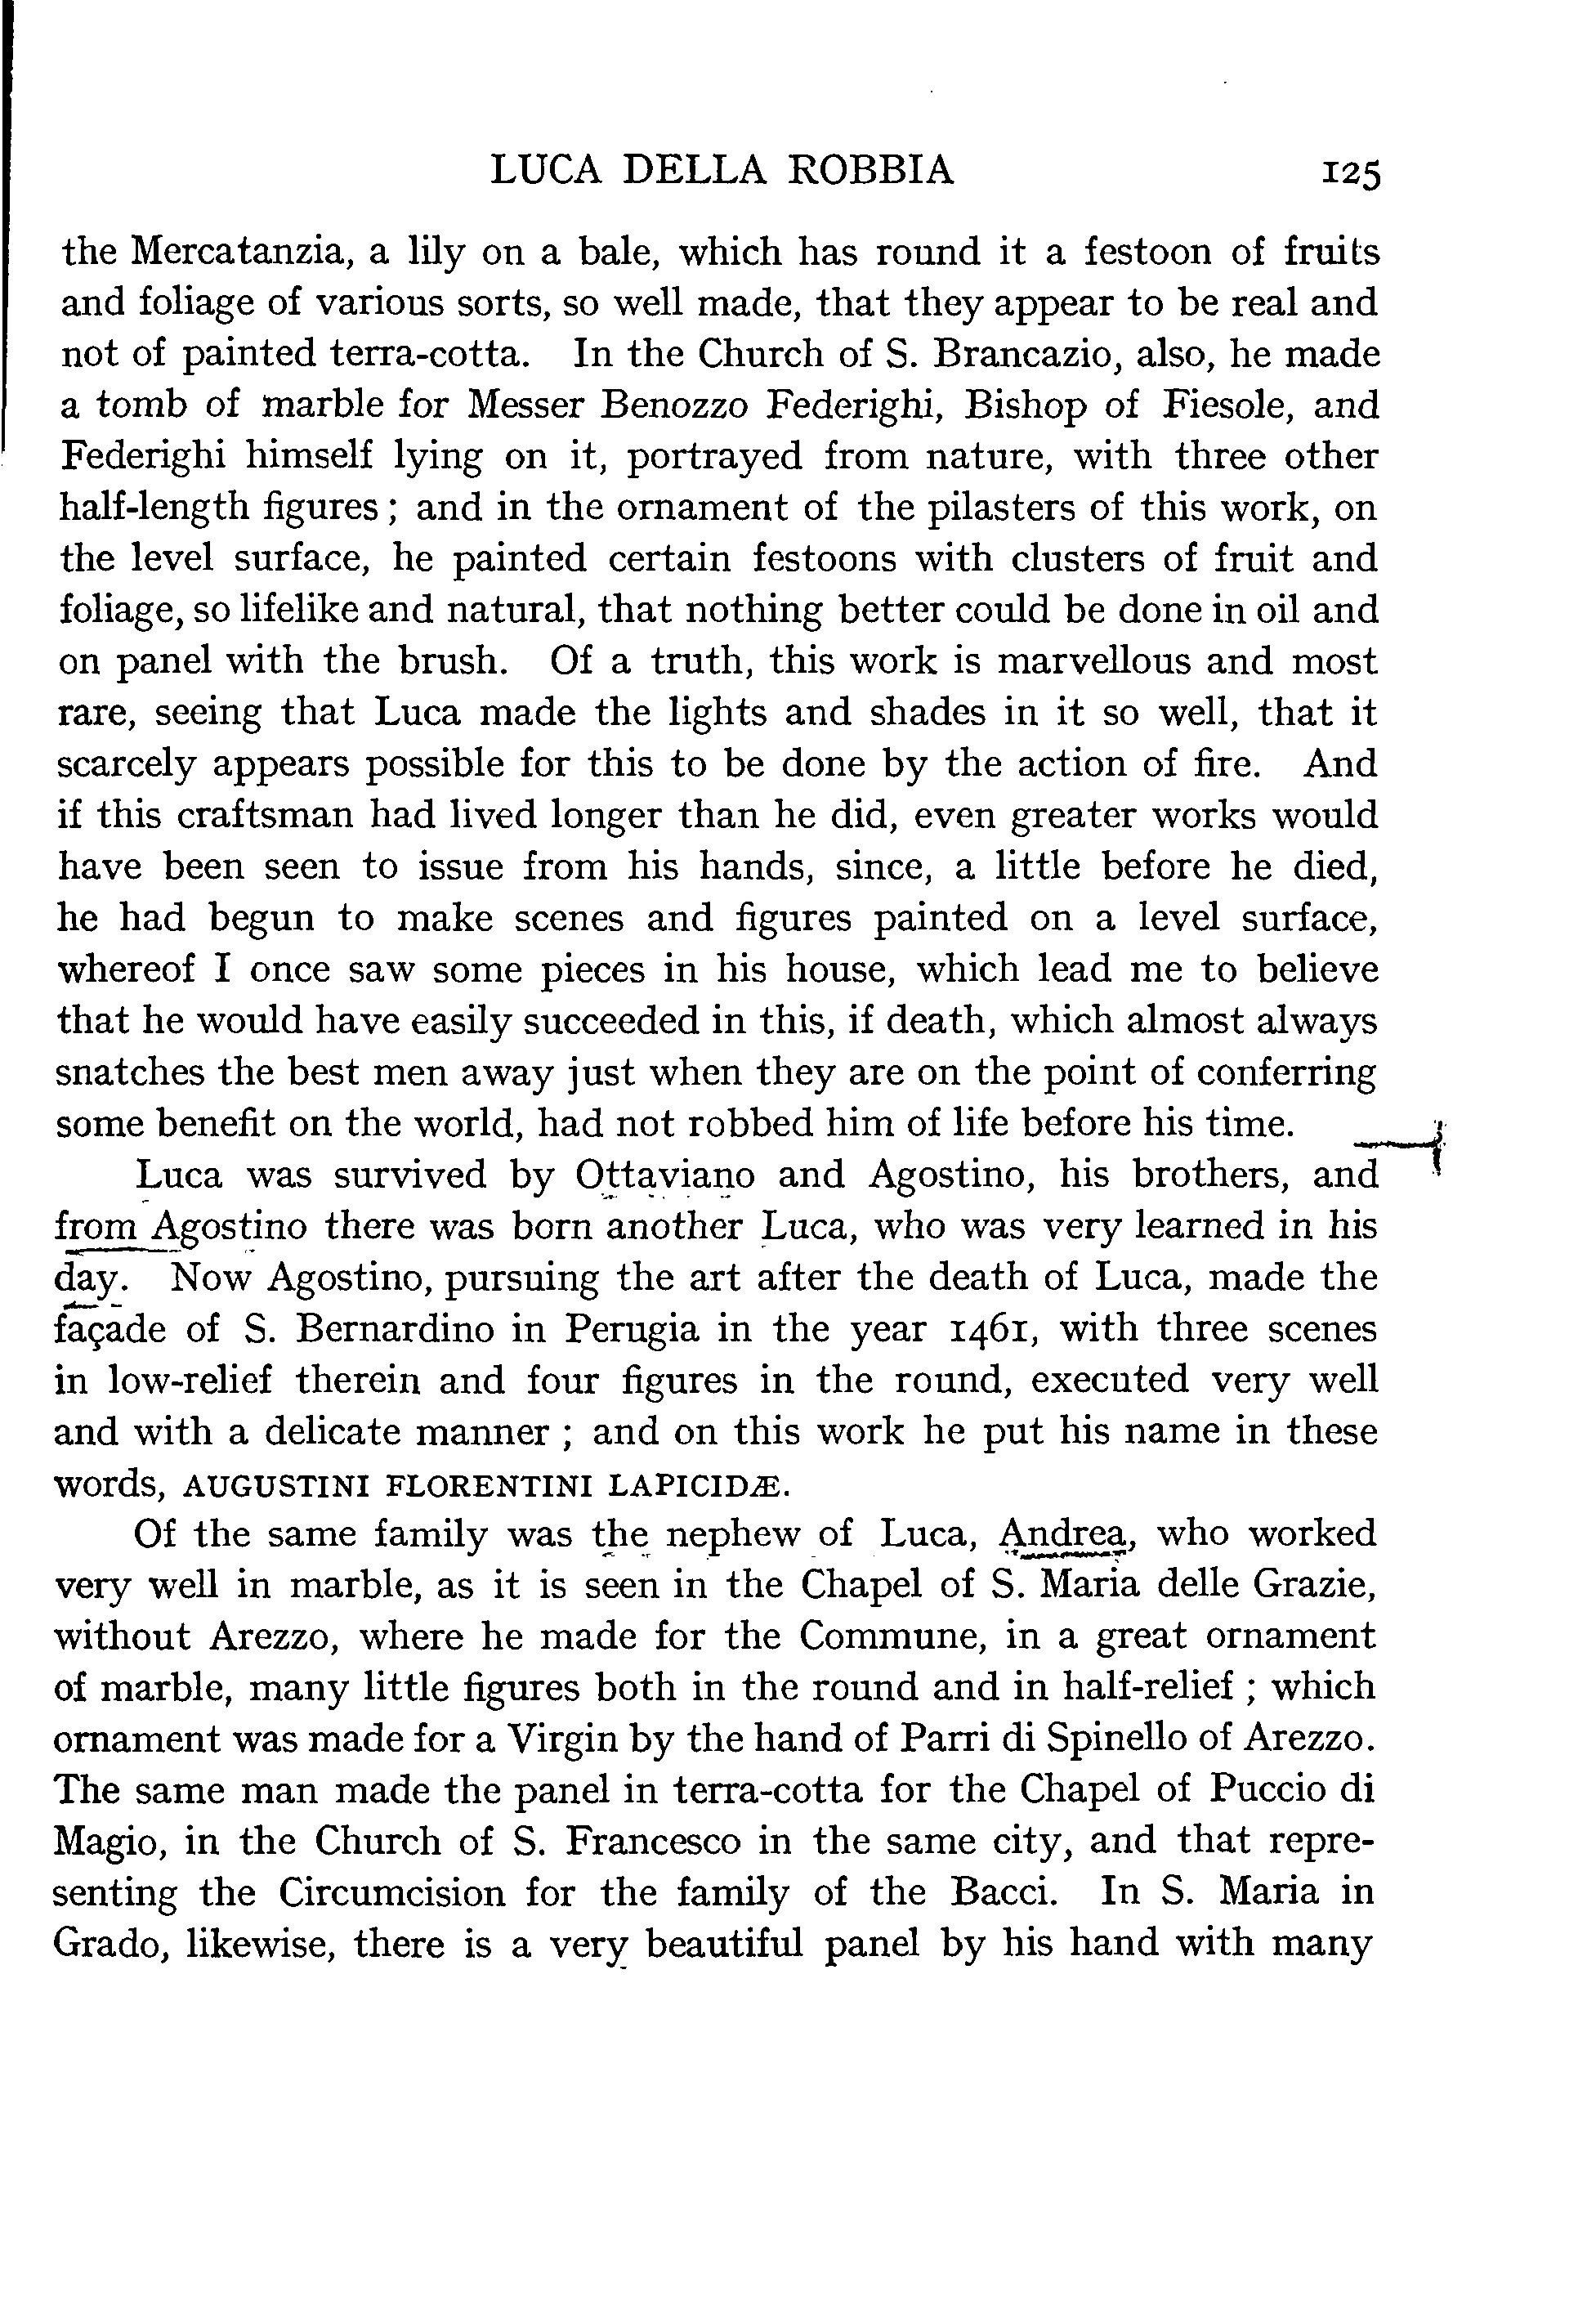 LUCA DELLA ROBBIA 125
the Mercatanzia, a lily on a bale, which has round it a festoon of fruits
and foliage of various sorts, so well made, that they appear to be real and
not of painted terra-cotta. In the Church of S. Brancazio, also, he made
a tomb of marble for Messer Benozzo Federighi, Bishop of Fiesole, and
Federighi himself lying on it, portrayed from nature, with three other
half-length figures ; and in the ornament of the pilasters of this work, on
the level surface, he painted certain festoons with clusters of fruit and
foliage, so lifelike and natural, that nothing better could be done in oil and
on panel with the brush. Of a truth, this work is marvellous and most
rare, seeing that Luca made the lights and shades in it so well, that it
scarcely appears possible for this to be done by the action of fire. And
if this craftsman had lived longer than he did, even greater works would
have been seen to issue from his hands, since, a little before he died,
he had begun to make scenes and figures painted on a level surface,
whereof I once saw some pieces in his house, which lead me to believe
that he would have easily succeeded in this, if death, which almost always
snatches the best men away just when they are on the point of conferring
some benefit on the world, had not robbed him of life before his time.
Luca was survived by Ottaviano and Agostino, his brothers, and
from Agostino there was born another Luca, who was very learned in his
day. Now Agostino, pursuing the art after the death of Luca, made the
façade of S. Bernardino in Perugia in the year 1461, with three scenes
in low-relief therein and four figures in the round, executed very well
and with a delicate manner ; and on this work he put his name in these
words, AUGUSTINI FLORENTINI LAPICIDÆ.
Of the same family was the nephew of Luca, Andrea, who worked
very well in marble, as it is seen in the Chapel of S. Maria delle Grazie,
without Arezzo, where he made for the Commune, in a great ornament
of marble, many little figures both in the round and in half-relief ; which
ornament was made for a Virgin by the hand of Parri di Spinello of Arezzo.
The same man made the panel in terra-cotta for the Chapel of Puccio di
Magio, in the Church of S. Francesco in the same city, and that repre-
senting the Circumcision for the family of the Bacci. In S. Maria in
Grado, likewise, there is a very beautiful panel by his hand with many